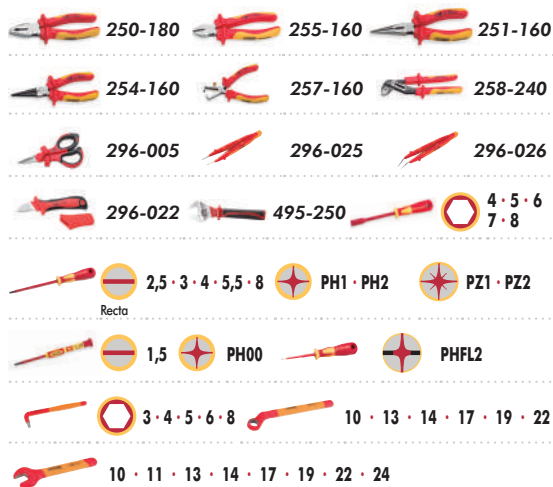 250-180 255-160 251-160
254-160 257-160 258-240
296-005 296-025 296-026
296-022 495-250 4 · 5 · 6
7 · 8
2,5 · 3 · 4 · 5,5 · 8 PH1 · PH2 PZ1 · PZ2
Recta
1,5 PH00 PHFL2
3 · 4 · 5 · 6 · 8 10 · 13 · 14 · 17 · 19 · 22
10 · 11 · 13 · 14 · 17 · 19 · 22 · 24